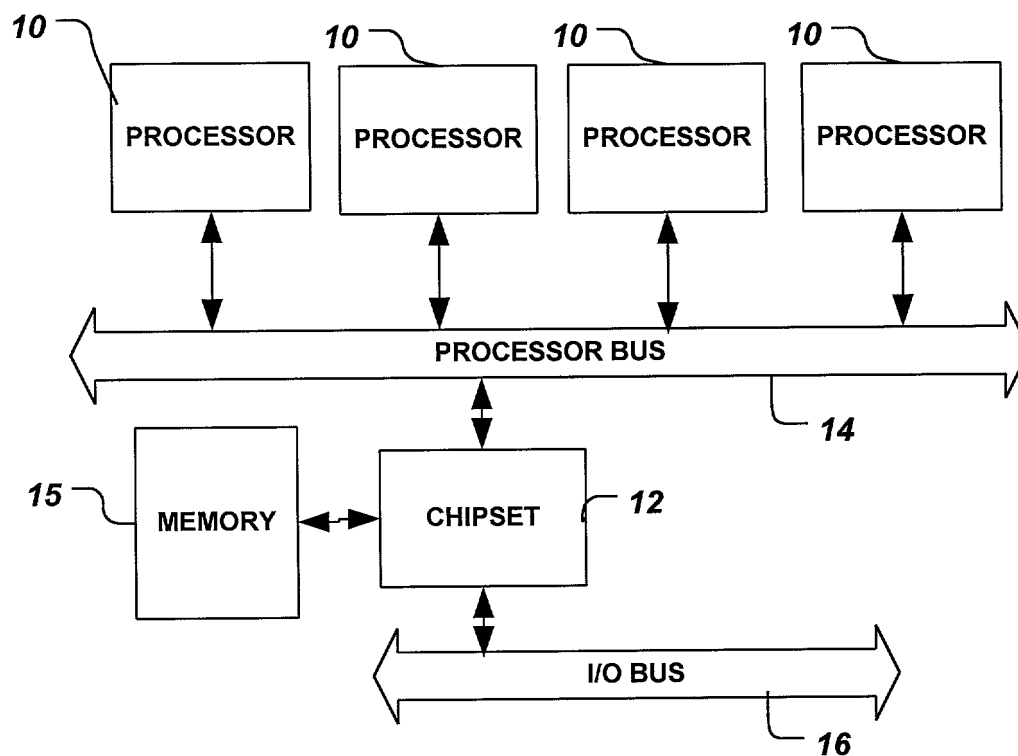 10
10
10
10
PROCESSOR
PROCESSOR
PROCESSOR
PROCESSOR
PROCESSOR BUS
14
15
MEMORY
CHIPSET
12
I/O BUS
16